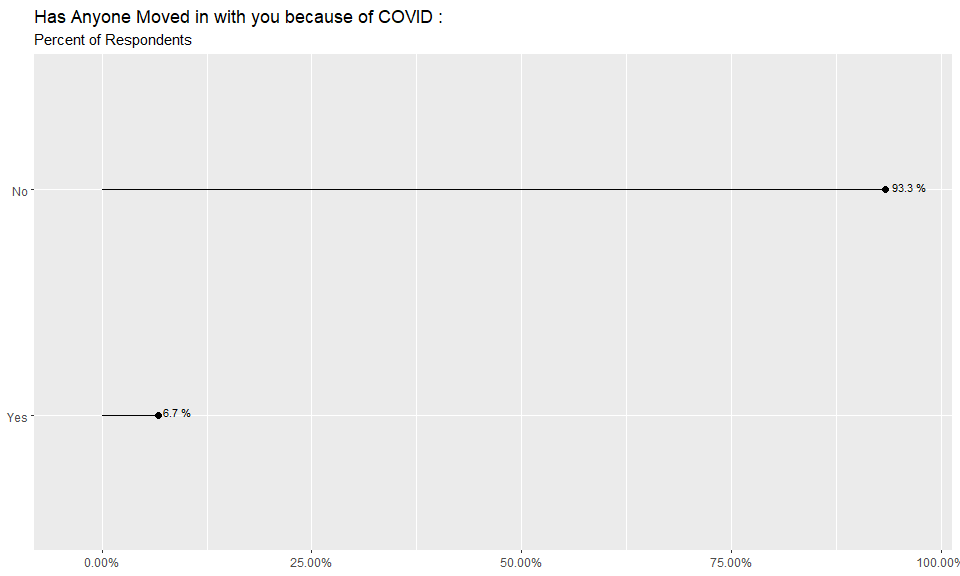 Has Anyone Moved in with you because of COVID :
Percent of Respondents
No
93.3 %
Yes
6.7 %
0.00%
25.00%
50.00%
75.00%
100.00%